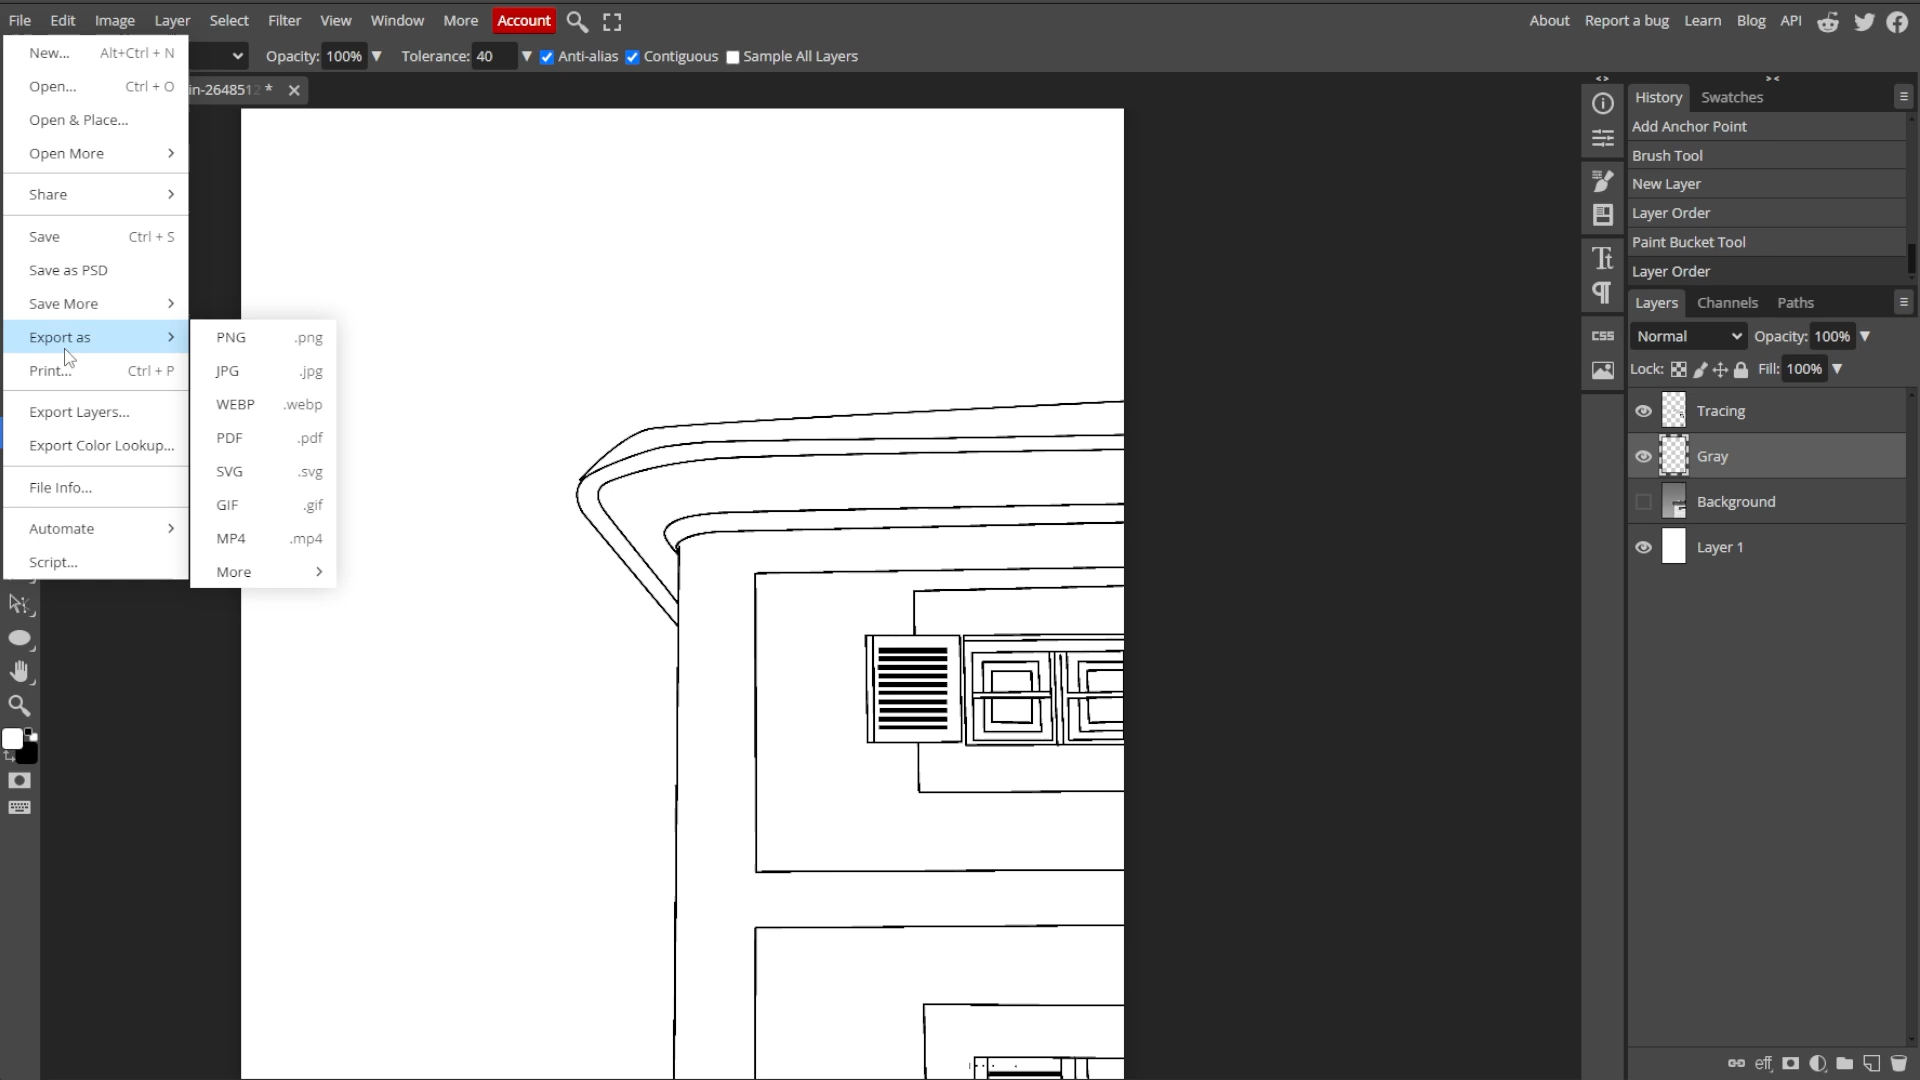 File Edit Image Layer Select Filter View Window More Account About Report a bug Learn Blog API
Opacity: 100% Tolerance: 40 Anti-alias Contiguous Sample All Layers
in-2648512 *
New... Alt+Ctrl + N
Open... Ctrl + O
Open & Place...
Open More
Share
Save Ctrl + S
Save as PSD
Save More
Export as
Print... Ctrl + P
Export Layers...
Export Color Lookup...
File Info...
Automate
Script...
PNG .png
JPG .jpg
WEBP .webp
PDF .pdf
SVG .svg
GIF .gif
MP4 .mp4
More
Tt
CSS
History Swatches
Add Anchor Point
Brush Tool
New Layer
Layer Order
Paint Bucket Tool
Layer Order
Layers Channels Paths
Normal Opacity: 100%
Lock: Fill: 100%
Tracing
Gray
Background
Layer 1
eff